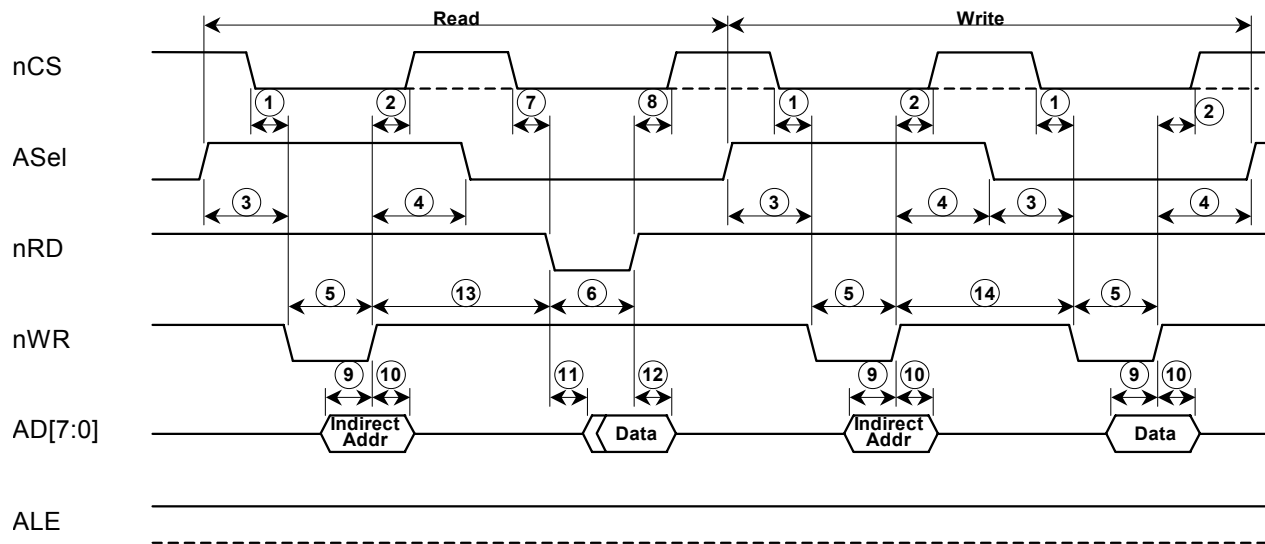 Read Write
nCS
1 2 7 8 1 2 1 2
ASel
3 4 3 4 3 4
nRD
5 13 6 5 14 5
nWR
9 10 11 12 9 10 9 10
AD[7:0]
Indirect Addr Data Indirect Addr Data
ALE